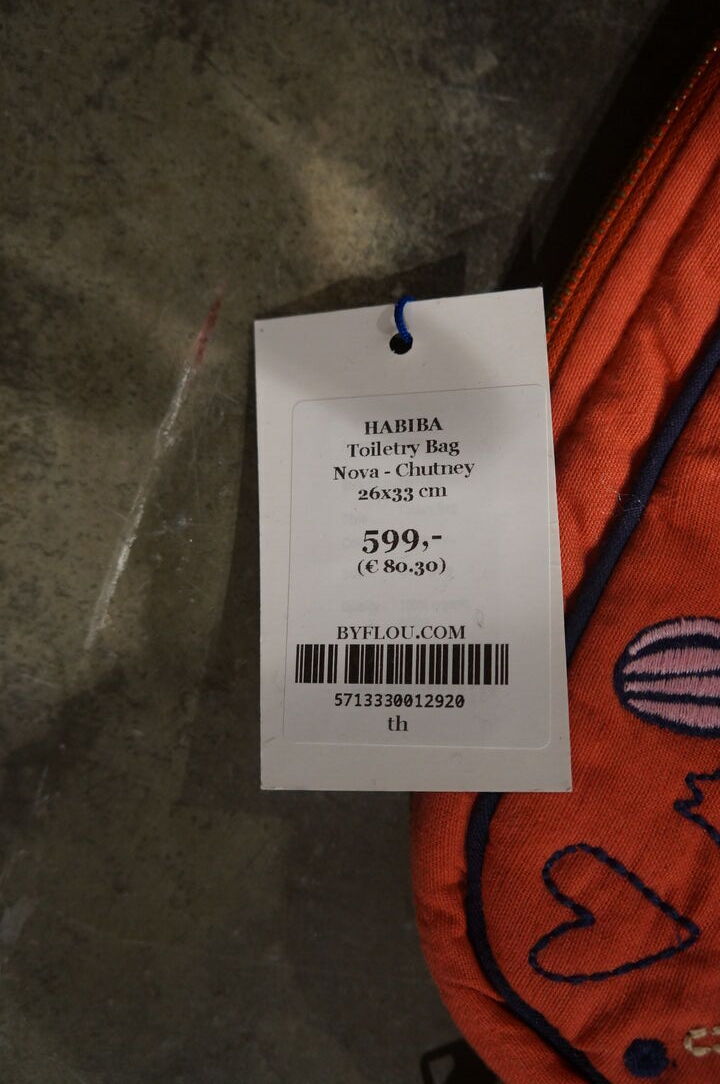 HABIBA
Toiletry Bag
Nova - Chutney
26x33 cm
599,-
(€ 80.30)
BYFLOU.COM
5713330012920
th